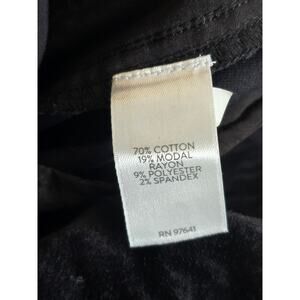 70% COTTON
19% MODAL
RAYON
9% POLYESTER
2% SPANDEX
RN 97641